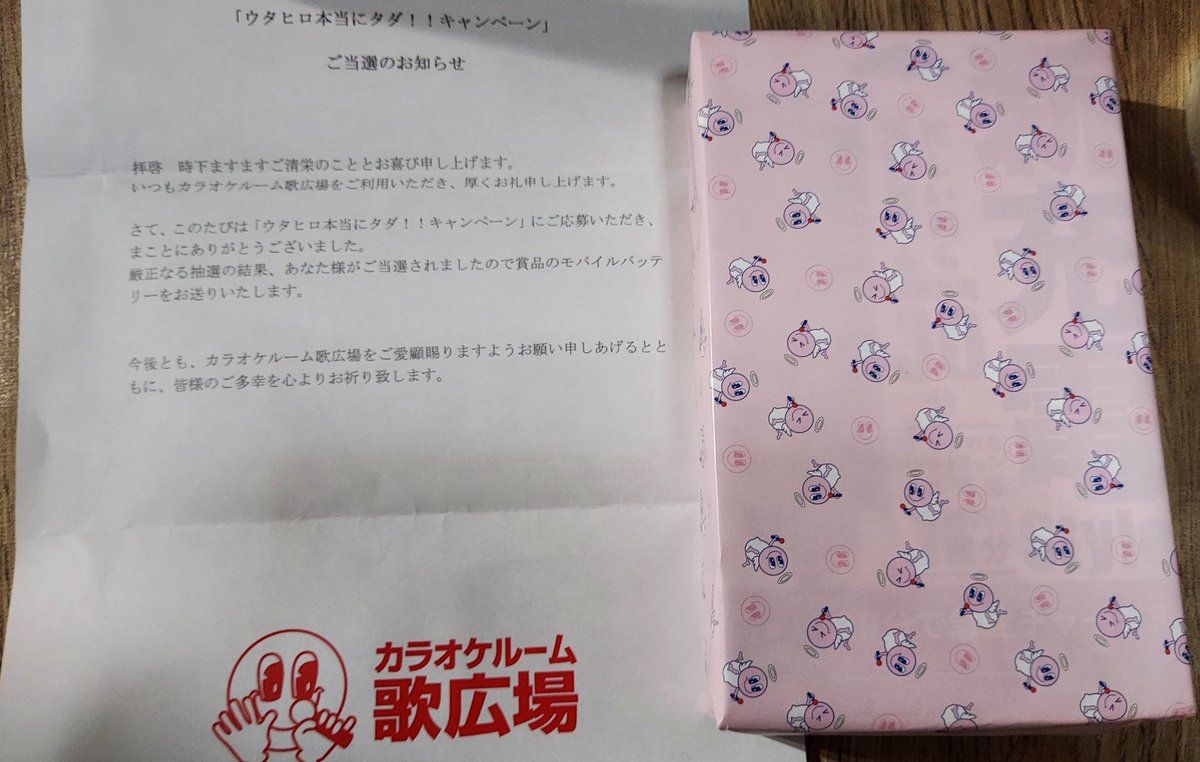 「ウタヒロ本当にタダ！！キャンペーン」
ご当選のお知らせ
拝啓　時下ますますご清栄のこととお喜び申し上げます。
いつもカラオケルーム歌広場をご利用いただき、厚くお礼申し上げます。
さて、このたびは「ウタヒロ本当にタダ！！キャンペーン」にご応募いただき、
まことにありがとうございました。
厳正なる抽選の結果、あなた様がご当選されましたので賞品のモバイルバッテ
リーをお送りいたします。
今後とも、カラオケルーム歌広場をご愛顧賜りますようお願い申しあげるとと
もに、皆様のご多幸を心よりお祈り致します。
カラオケルーム
歌広場